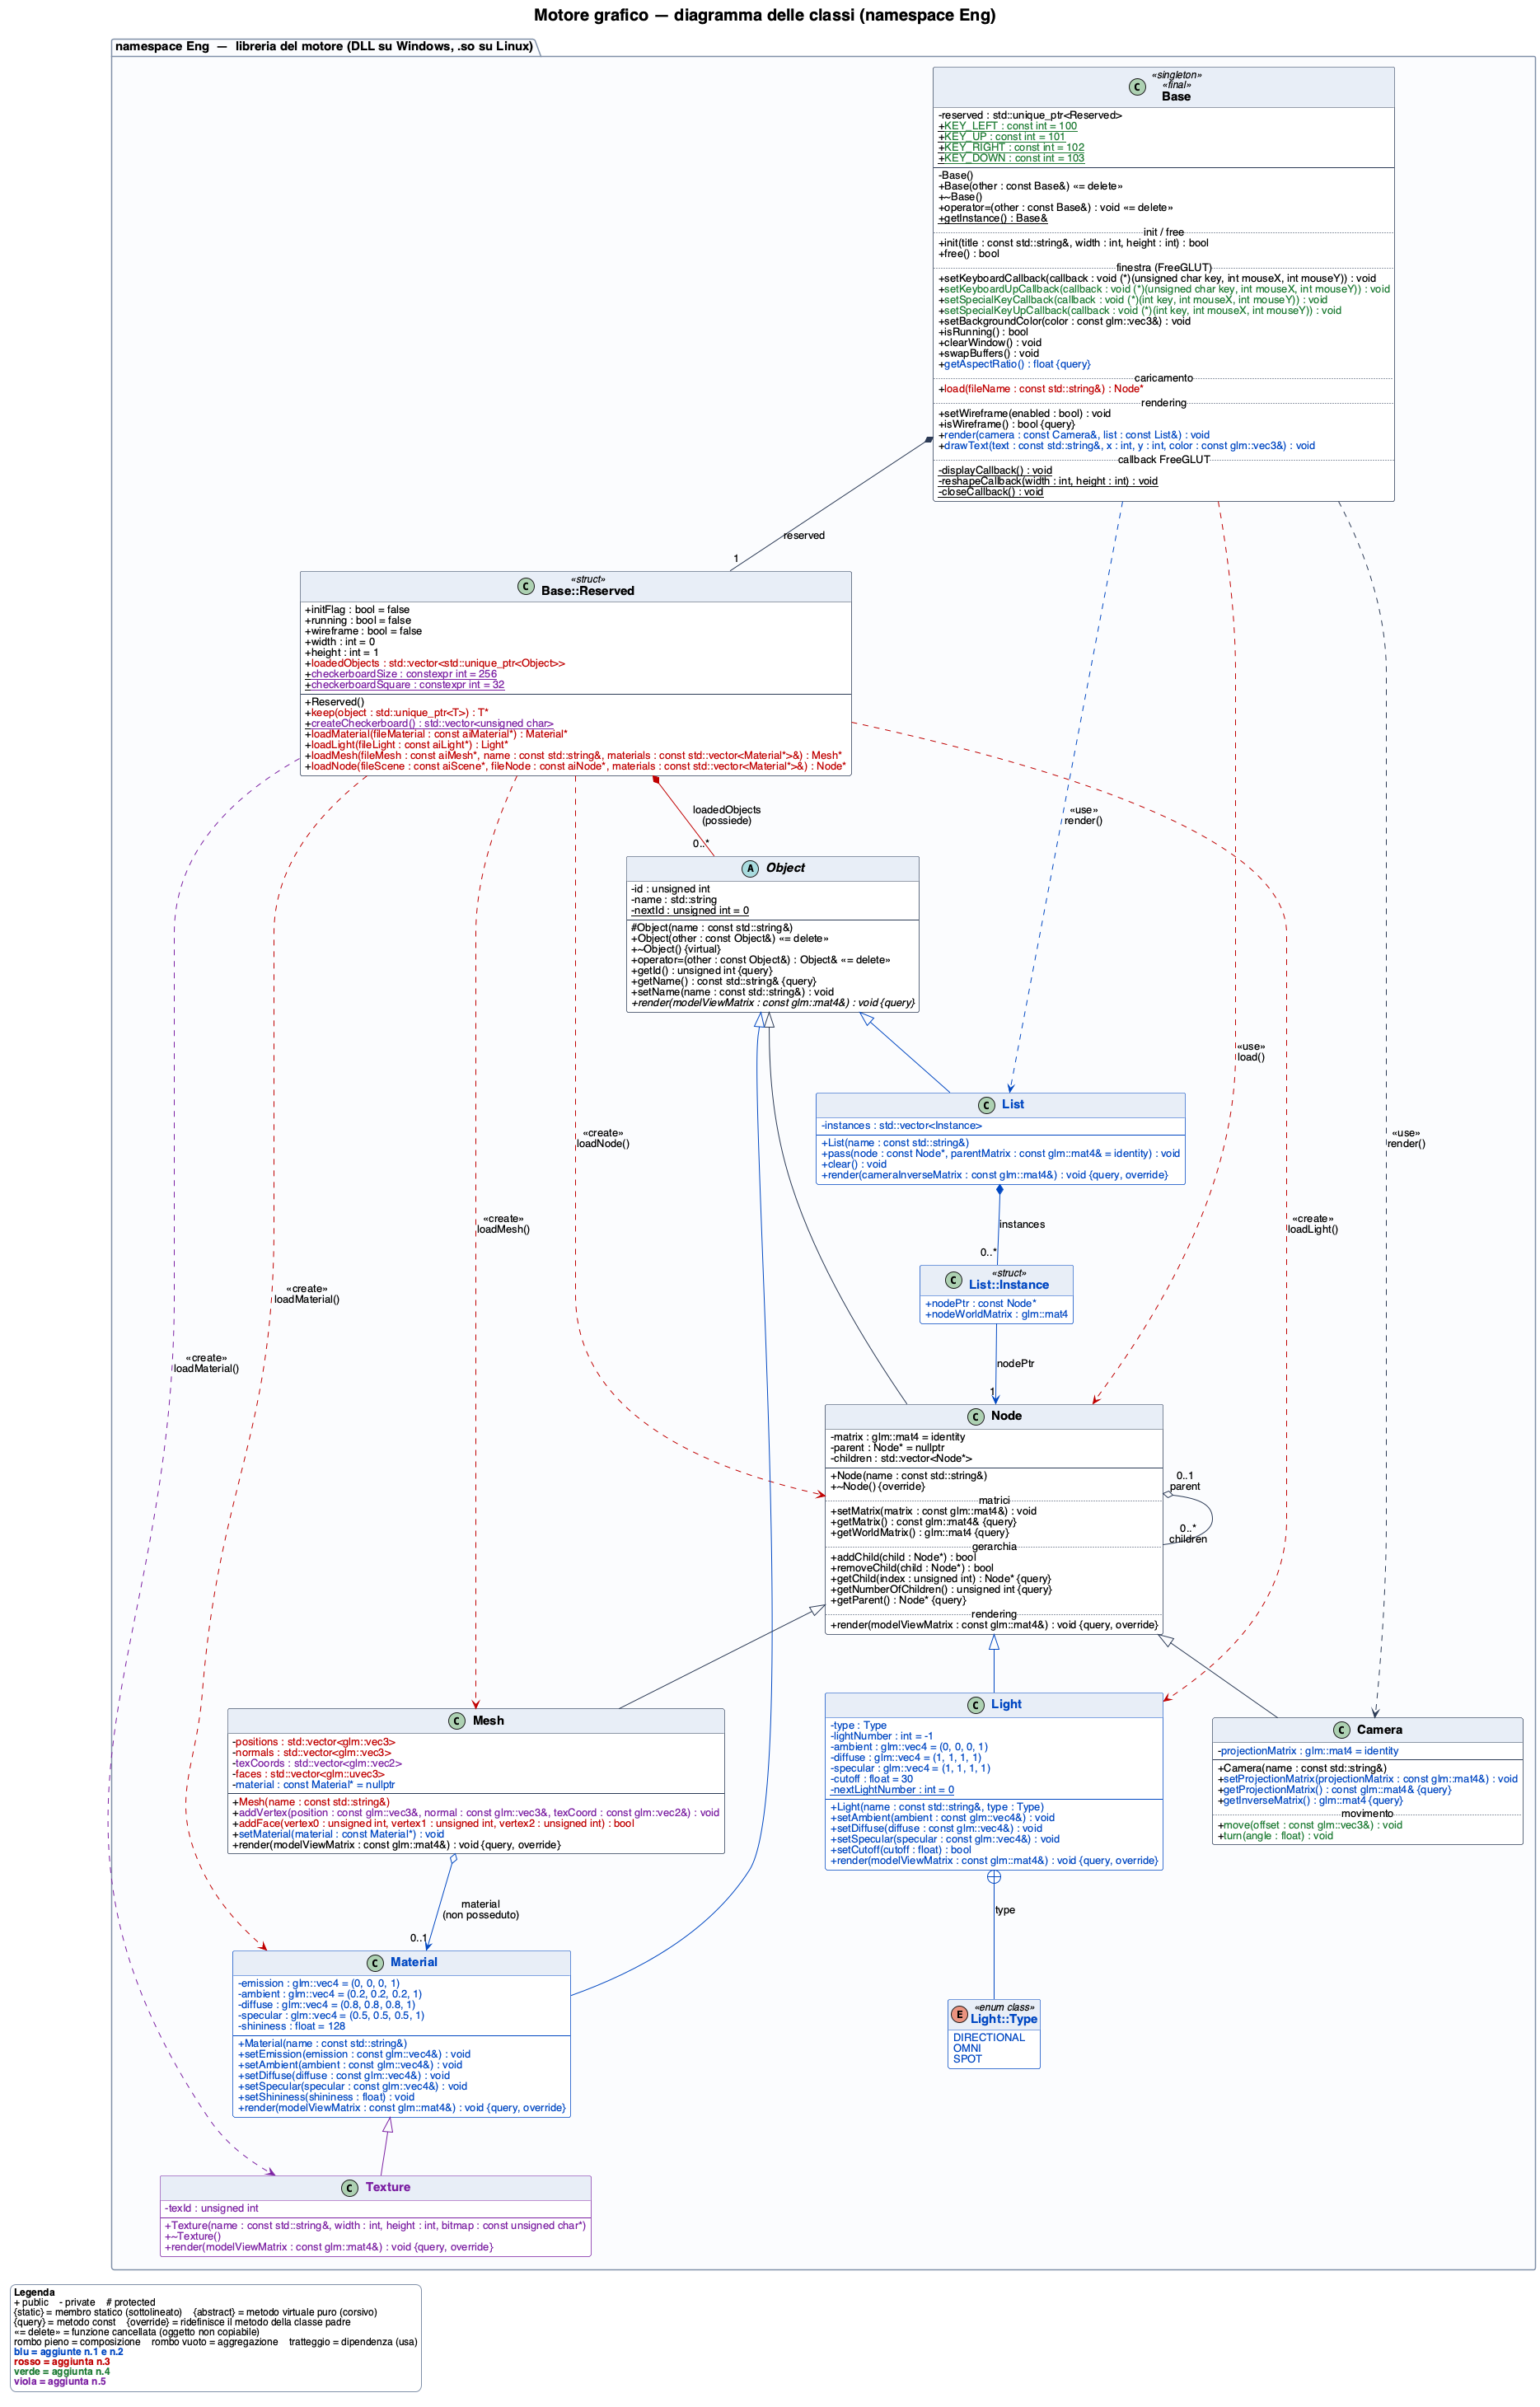 Motore grafico — diagramma delle classi (namespace Eng)
namespace Eng — libreria del motore (DLL su Windows, .so su Linux)
«singleton»
«final»
C
Base
-reserved : std::unique_ptr<Reserved>
+KEY_LEFT : const int = 100
+KEY_UP : const int = 101
+KEY_RIGHT : const int = 102
+KEY_DOWN : const int = 103
-Base()
+Base(other : const Base&) «= delete»
+~Base()
+operator=(other : const Base&) : void «= delete»
+getInstance() : Base&
init / free
+init(title : const std::string&, width : int, height : int) : bool
+free() : bool
finestra (FreeGLUT)
+setKeyboardCallback(callback : void (*)(unsigned char key, int mouseX, int mouseY)) : void
+setKeyboardUpCallback(callback : void (*)(unsigned char key, int mouseX, int mouseY)) : void
+setSpecialKeyCallback(callback : void (*)(int key, int mouseX, int mouseY)) : void
+setSpecialKeyUpCallback(callback : void (*)(int key, int mouseX, int mouseY)) : void
+setBackgroundColor(color : const glm::vec3&) : void
+isRunning() : bool
+clearWindow() : void
+swapBuffers() : void
+getAspectRatio() : float {query}
caricamento
+load(fileName : const std::string&) : Node*
rendering
+setWireframe(enabled : bool) : void
+isWireframe() : bool {query}
+render(camera : const Camera&, list : const List&) : void
+drawText(text : const std::string&, x : int, y : int, color : const glm::vec3&) : void
callback FreeGLUT
-displayCallback() : void
-reshapeCallback(width : int, height : int) : void
-closeCallback() : void
reserved
1
«struct»
C
Base::Reserved
+initFlag : bool = false
+running : bool = false
+wireframe : bool = false
+width : int = 0
+height : int = 1
+loadedObjects : std::vector<std::unique_ptr<Object>>
+checkerboardSize : constexpr int = 256
+checkerboardSquare : constexpr int = 32
+Reserved()
+keep(object : std::unique_ptr<T>) : T*
+createCheckerboard() : std::vector<unsigned char>
+loadMaterial(fileMaterial : const aiMaterial*) : Material*
+loadLight(fileLight : const aiLight*) : Light*
+loadMesh(fileMesh : const aiMesh*, name : const std::string&, materials : const std::vector<Material*>&) : Mesh*
+loadNode(fileScene : const aiScene*, fileNode : const aiNode*, materials : const std::vector<Material*>&) : Node*
loadedObjects
(possiede)
0..*
«use»
render()
A
Object
-id : unsigned int
-name : std::string
-nextId : unsigned int = 0
#Object(name : const std::string&)
+Object(other : const Object&) «= delete»
+~Object() {virtual}
+operator=(other : const Object&) : Object& «= delete»
+getId() : unsigned int {query}
+getName() : const std::string& {query}
+setName(name : const std::string&) : void
+render(modelViewMatrix : const glm::mat4&) : void {query}
«use»
load()
C
List
-instances : std::vector<Instance>
+List(name : const std::string&)
+pass(node : const Node*, parentMatrix : const glm::mat4& = identity) : void
+clear() : void
+render(cameraInverseMatrix : const glm::mat4&) : void {query, override}
«create»
loadNode()
«use»
render()
«create»
loadMesh()
instances
0..*
«create»
loadLight()
«struct»
C
List::Instance
+nodePtr : const Node*
+nodeWorldMatrix : glm::mat4
«create»
loadMaterial()
«create»
loadMaterial()
nodePtr
1
C
Node
-matrix : glm::mat4 = identity
-parent : Node* = nullptr
-children : std::vector<Node*>
+Node(name : const std::string&)
+~Node() {override}
matrici
+setMatrix(matrix : const glm::mat4&) : void
+getMatrix() : const glm::mat4& {query}
+getWorldMatrix() : glm::mat4 {query}
gerarchia
+addChild(child : Node*) : bool
+removeChild(child : Node*) : bool
+getChild(index : unsigned int) : Node* {query}
+getNumberOfChildren() : unsigned int {query}
+getParent() : Node* {query}
rendering
+render(modelViewMatrix : const glm::mat4&) : void {query, override}
0..1
parent
0..*
children
C
Mesh
-positions : std::vector<glm::vec3>
-normals : std::vector<glm::vec3>
-texCoords : std::vector<glm::vec2>
-faces : std::vector<glm::uvec3>
-material : const Material* = nullptr
+Mesh(name : const std::string&)
+addVertex(position : const glm::vec3&, normal : const glm::vec3&, texCoord : const glm::vec2&) : void
+addFace(vertex0 : unsigned int, vertex1 : unsigned int, vertex2 : unsigned int) : bool
+setMaterial(material : const Material*) : void
+render(modelViewMatrix : const glm::mat4&) : void {query, override}
C
Light
-type : Type
-lightNumber : int = -1
-ambient : glm::vec4 = (0, 0, 0, 1)
-diffuse : glm::vec4 = (1, 1, 1, 1)
-specular : glm::vec4 = (1, 1, 1, 1)
-cutoff : float = 30
-nextLightNumber : int = 0
+Light(name : const std::string&, type : Type)
+setAmbient(ambient : const glm::vec4&) : void
+setDiffuse(diffuse : const glm::vec4&) : void
+setSpecular(specular : const glm::vec4&) : void
+setCutoff(cutoff : float) : bool
+render(modelViewMatrix : const glm::mat4&) : void {query, override}
C
Camera
-projectionMatrix : glm::mat4 = identity
+Camera(name : const std::string&)
+setProjectionMatrix(projectionMatrix : const glm::mat4&) : void
+getProjectionMatrix() : const glm::mat4& {query}
+getInverseMatrix() : glm::mat4 {query}
movimento
+move(offset : const glm::vec3&) : void
+turn(angle : float) : void
material
(non posseduto)
0..1
type
C
Material
-emission : glm::vec4 = (0, 0, 0, 1)
-ambient : glm::vec4 = (0.2, 0.2, 0.2, 1)
-diffuse : glm::vec4 = (0.8, 0.8, 0.8, 1)
-specular : glm::vec4 = (0.5, 0.5, 0.5, 1)
-shininess : float = 128
+Material(name : const std::string&)
+setEmission(emission : const glm::vec4&) : void
+setAmbient(ambient : const glm::vec4&) : void
+setDiffuse(diffuse : const glm::vec4&) : void
+setSpecular(specular : const glm::vec4&) : void
+setShininess(shininess : float) : void
+render(modelViewMatrix : const glm::mat4&) : void {query, override}
«enum class»
E
Light::Type
DIRECTIONAL
OMNI
SPOT
C
Texture
-texId : unsigned int
+Texture(name : const std::string&, width : int, height : int, bitmap : const unsigned char*)
+~Texture()
+render(modelViewMatrix : const glm::mat4&) : void {query, override}
Legenda
+ public - private # protected
{static} = membro statico (sottolineato) {abstract} = metodo virtuale puro (corsivo)
{query} = metodo const {override} = ridefinisce il metodo della classe padre
«= delete» = funzione cancellata (oggetto non copiabile)
rombo pieno = composizione rombo vuoto = aggregazione tratteggio = dipendenza (usa)
blu = aggiunte n.1 e n.2
rosso = aggiunta n.3
verde = aggiunta n.4
viola = aggiunta n.5